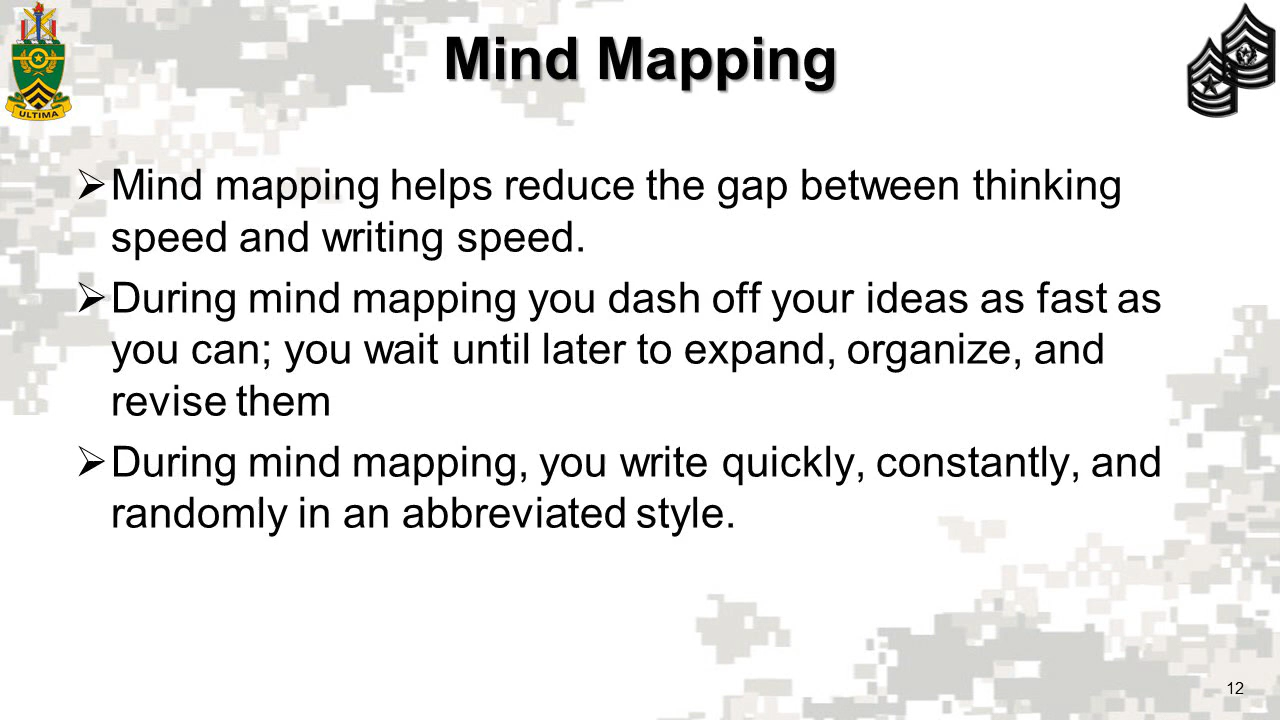 Mind Mapping
ULTIMA
➢Mind mapping helps reduce the gap between thinking
speed and writing speed.
➢During mind mapping you dash off your ideas as fast as
you can; you wait until later to expand, organize, and
revise them
➢During mind mapping, you write quickly, constantly, and
randomly in an abbreviated style.
12